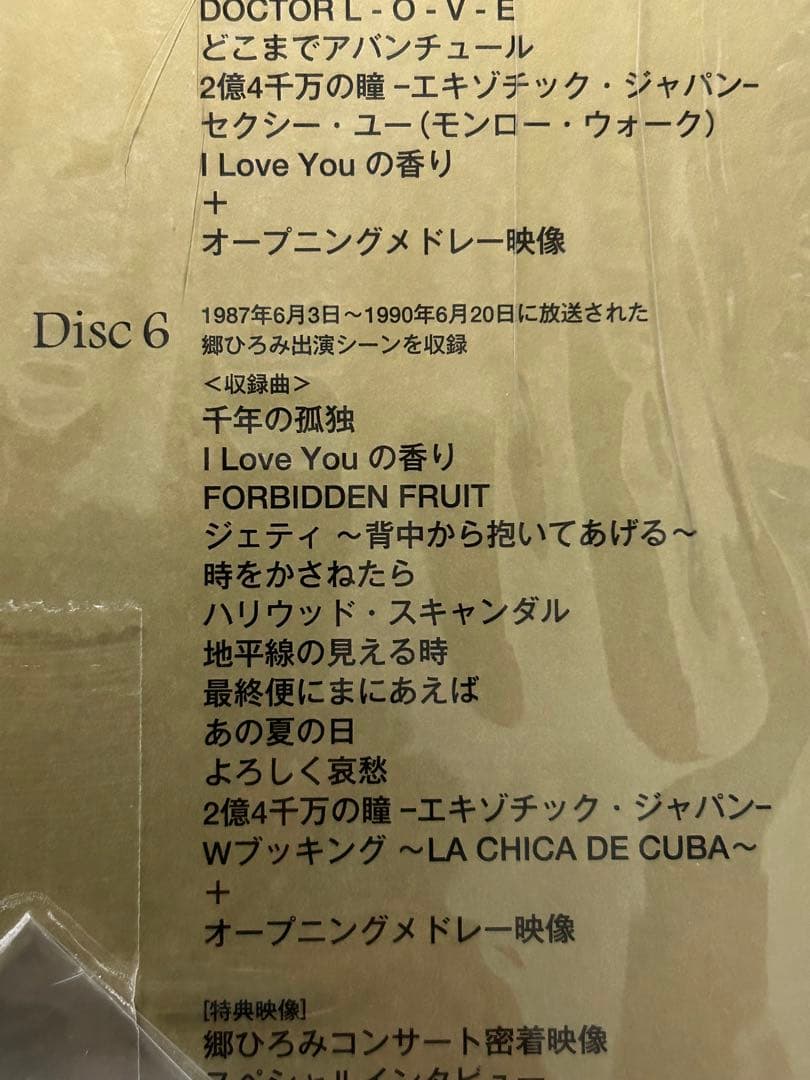 DOCTOR L - O - V - E
どこまでアバンチュール
2億4千万の瞳 −エキゾチック・ジャパン−
セクシー・ユー(モンロー・ウォーク)
I Love You の香り
＋
オープニングメドレー映像
Disc 6
1987年6月3日〜1990年6月20日に放送された
郷ひろみ出演シーンを収録
＜収録曲＞
千年の孤独
I Love You の香り
FORBIDDEN FRUIT
ジェティ 〜背中から抱いてあげる〜
時をかさねたら
ハリウッド・スキャンダル
地平線の見える時
最終便にまにあえば
あの夏の日
よろしく哀愁
2億4千万の瞳 −エキゾチック・ジャパン−
Wブッキング 〜LA CHICA DE CUBA〜
＋
オープニングメドレー映像
[特典映像]
郷ひろみコンサート密着映像
スペシャルインタビュー